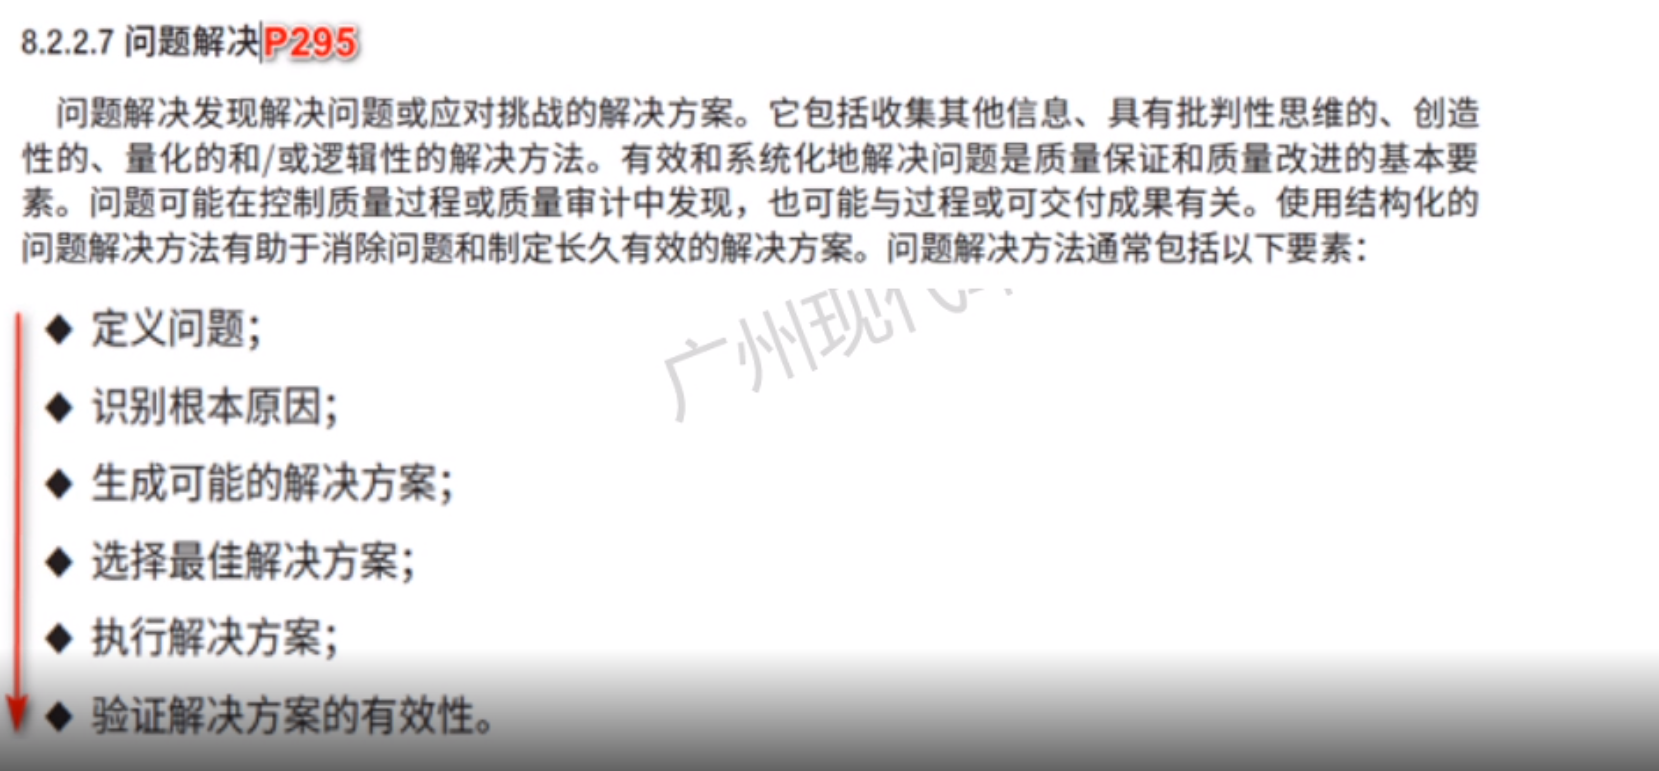 8.2.2.7 问题解决P295
问题解决发现解决问题或应对挑战的解决方案。它包括收集其他信息、具有批判性思维的、创造
性的、量化的和/或逻辑性的解决方法。有效和系统化地解决问题是质量保证和质量改进的基本要
素。问题可能在控制质量过程或质量审计中发现，也可能与过程或可交付成果有关。使用结构化的
问题解决方法有助于消除问题和制定长久有效的解决方案。问题解决方法通常包括以下要素：
广州现代
◆ 定义问题；
◆ 识别根本原因；
◆ 生成可能的解决方案；
◆ 选择最佳解决方案；
◆ 执行解决方案；
◆ 验证解决方案的有效性。